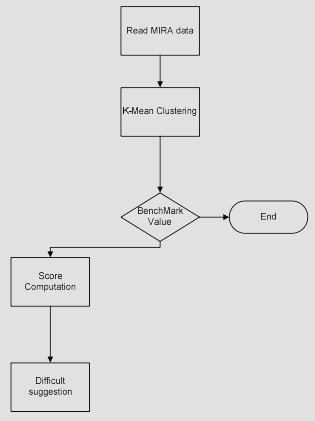 Read MIRA data
K-Mean Clustering
BenchMark
Value
End
Score
Computation
Difficult
suggestion